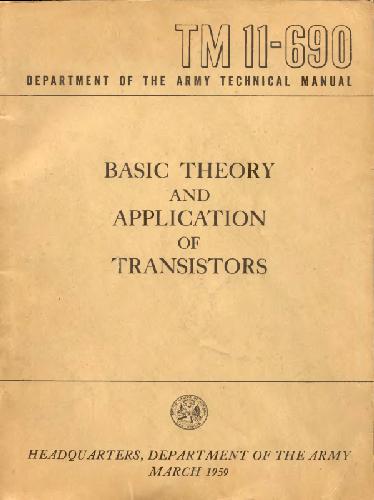 TM 11-690
DEPARTMENT OF THE ARMY TECHNICAL MANUAL
BASIC THEORY
AND
APPLICATION
OF
TRANSISTORS
HEADQUARTERS, DEPARTMENT OF THE ARMY
MARCH 1959